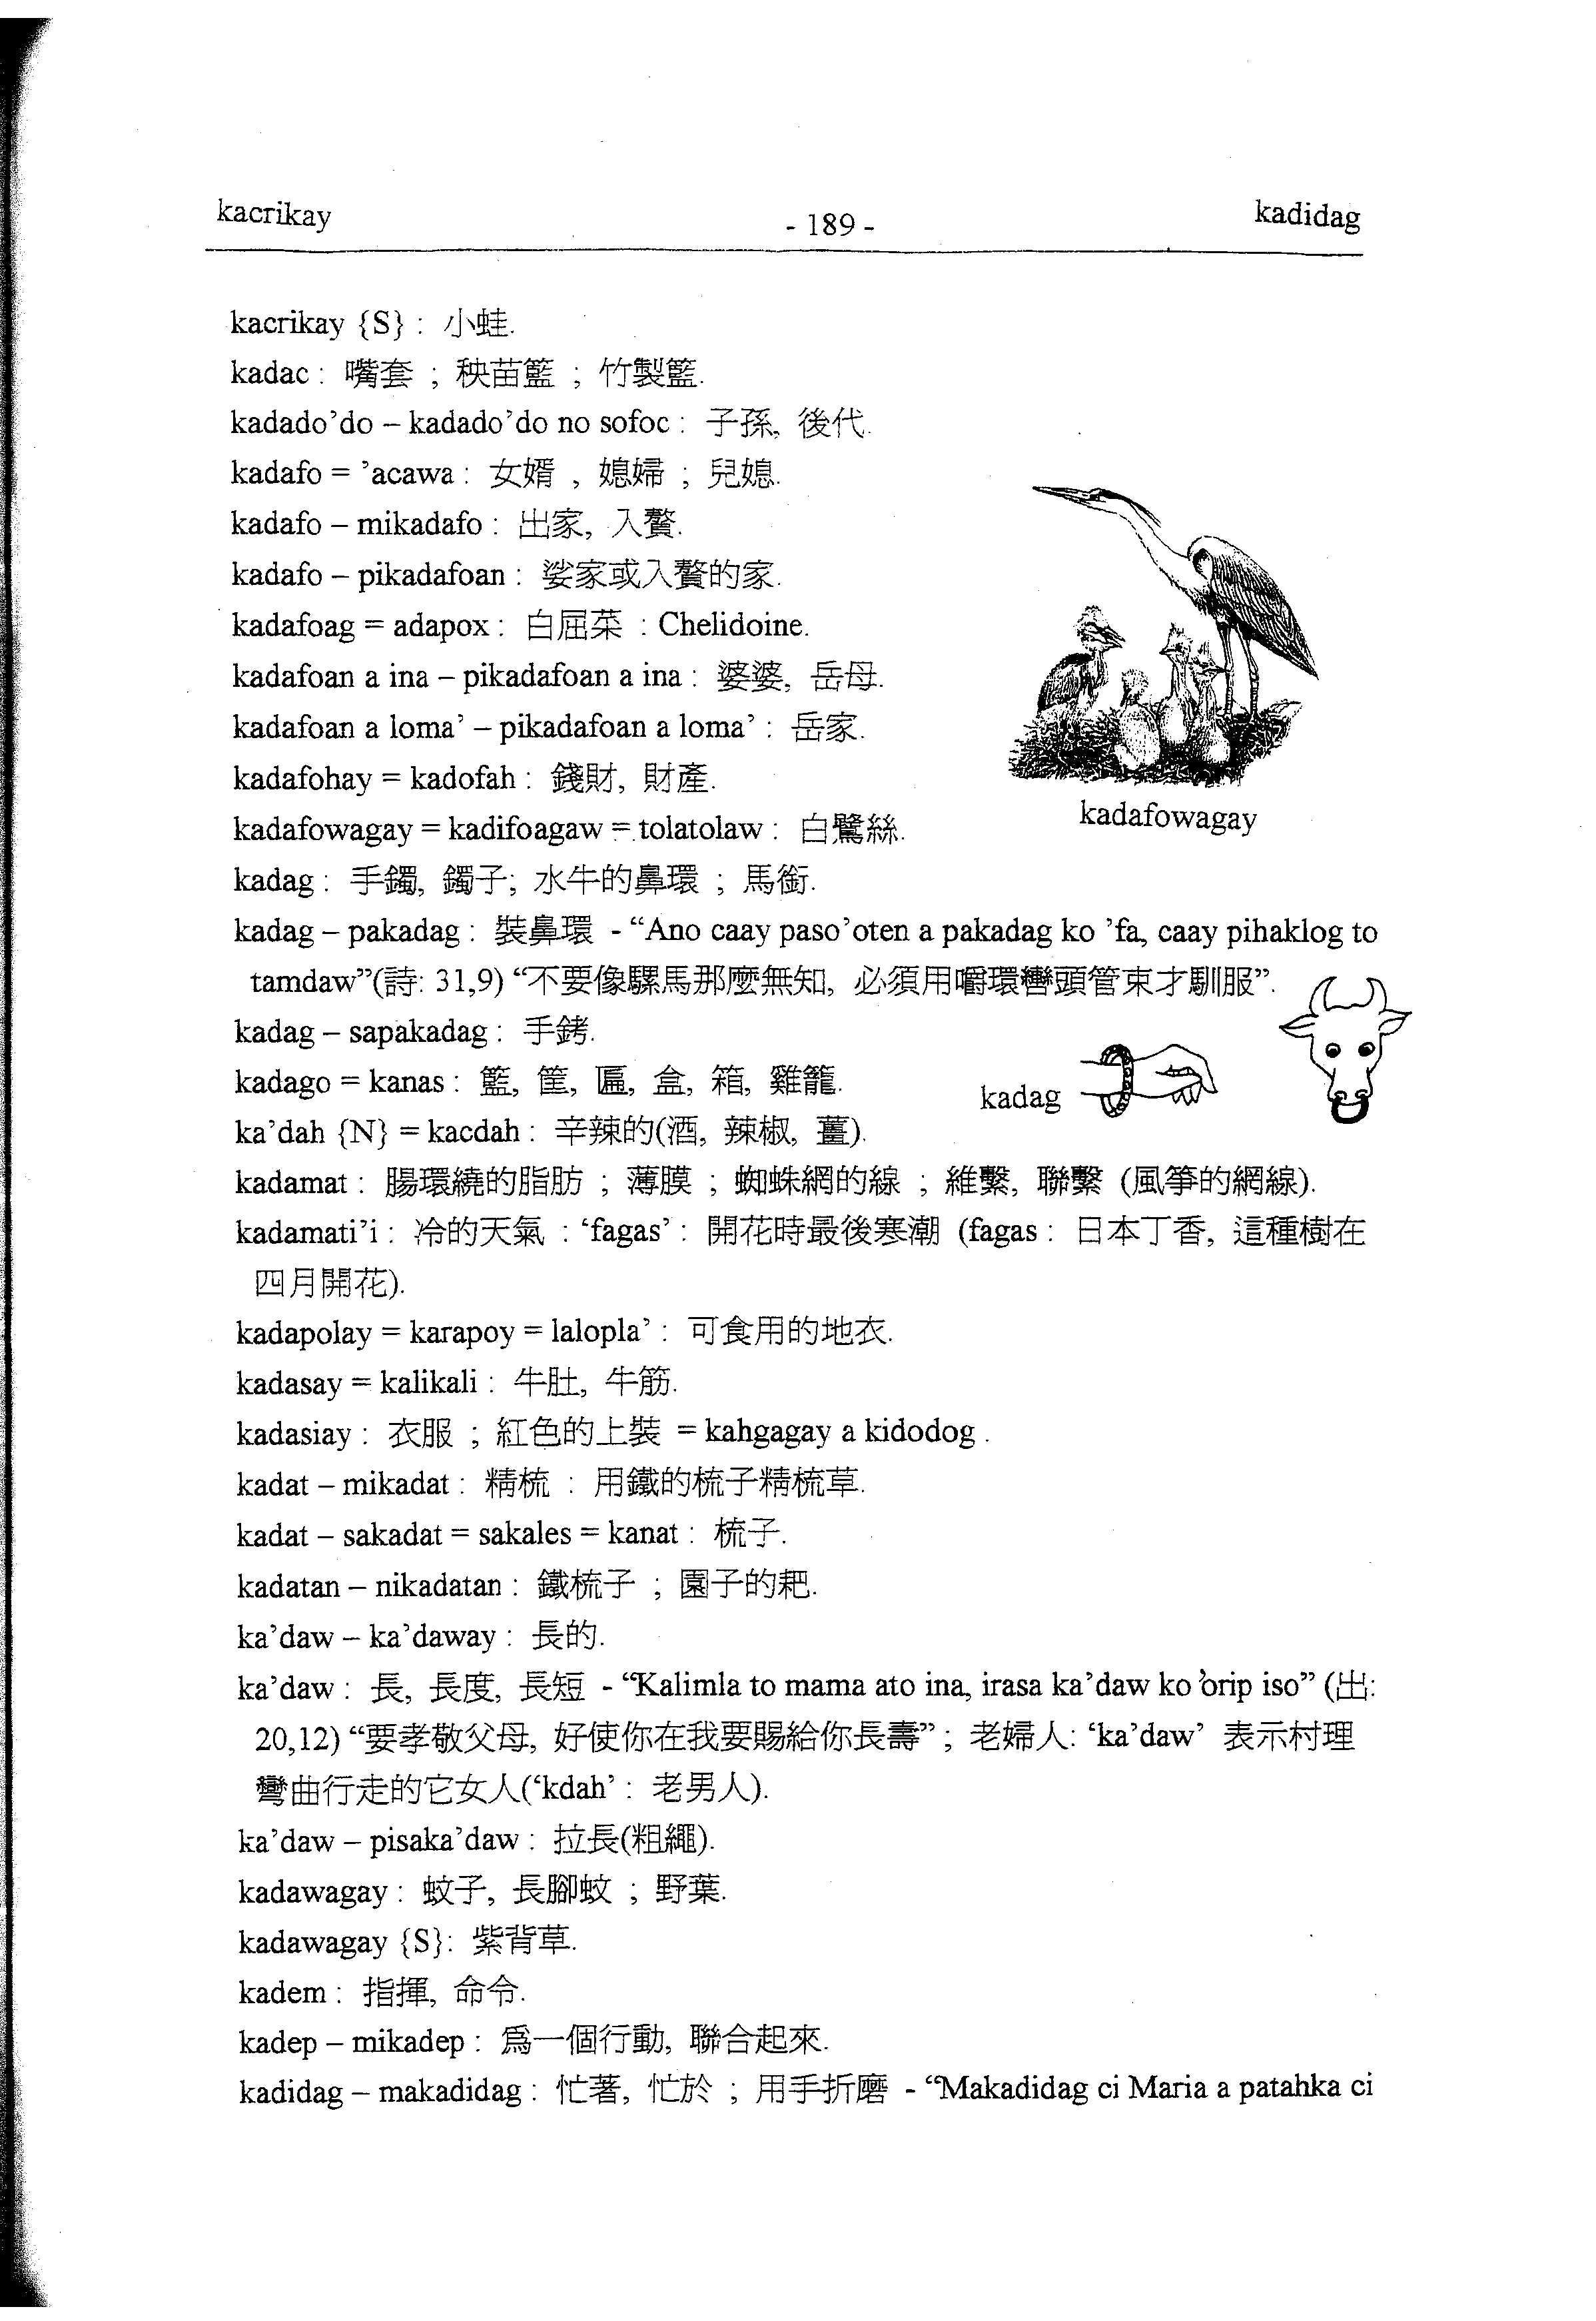 kacrikay - 189 - kadidag
kacrikay {S} : 小蛙.
kadac : 嘴套 ; 秧苗籃 ; 竹製籃.
kadado’do – kadado’do no sofoc : 子孫, 後代.
kadafo = ’acawa : 女婿 , 媳婦 ; 兒媳.
kadafo – mikadafo : 出家, 入贅.
kadafo – pikadafoan : 娑家或入贅的家.
kadafoag = adapox : 白屈菜 : Chelidoine.
kadafoan a ina – pikadafoan a ina : 婆婆, 岳母.
kadafoan a loma’ – pikadafoan a loma’ : 岳家.
kadafohay = kadofah : 錢財, 財產.
kadafowagay = kadifoagaw = tolatolaw : 白鷺絲.
kadafowagay
kadag : 手鐲, 鐲子; 水牛的鼻環 ; 馬銜.
kadag – pakadag : 裝鼻環 - “Ano caay paso’oten a pakadag ko ’fa, caay pihaklog to
tamdaw”(詩: 31,9) “不要像騾馬那麼無知, 必須用嚼環轡頭管束才馴服”.
kadag – sapakadag : 手銬.
kadago = kanas : 籃, 筐, 匾, 盒, 箱, 雞籠.
kadag
ka’dah {N} = kacdah : 辛辣的(酒, 辣椒, 薑).
kadamat : 腸環繞的脂肪 ; 薄膜 ; 蜘蛛網的線 ; 維繫, 聯繫 (風箏的網線).
kadamati’i : 冷的天氣 : ‘fagas’ : 開花時最後寒潮 (fagas : 日本丁香, 這種樹在
四月開花).
kadapolay = karapoy = lalopla’ : 可食用的地衣.
kadasay = kalikali : 牛肚, 牛筋.
kadasiay : 衣服 ; 紅色的上裝 = kahgagay a kidodog .
kadat – mikadat : 精梳 : 用鐵的梳子精梳草.
kadat – sakadat = sakales = kanat : 梳子.
kadatan – nikadatan : 鐵梳子 ; 園子的耙.
ka’daw – ka’daway : 長的.
ka’daw : 長, 長度, 長短 - “Kalimla to mama ato ina, irasa ka’daw ko ’orip iso” (出:
20,12) “要孝敬父母, 好使你在我要賜給你長壽” ; 老婦人: ‘ka’daw’ 表示村理
彎曲行走的它女人(‘kdah’ : 老男人).
ka’daw – pisaka’daw : 拉長(粗繩).
kadawagay : 蚊子, 長腳蚊 ; 野葉.
kadawagay {S}: 紫背草.
kadem : 指揮, 命令.
kadep – mikadep : 爲一個行動, 聯合起來.
kadidag – makadidag : 忙著, 忙於 ; 用手折磨 - “Makadidag ci Maria a patahka ci